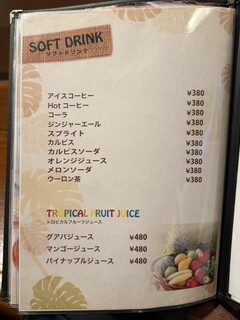 SOFT DRINK
ソフトドリンク
アイスコーヒー ¥380
Hot コーヒー ¥380
コーラ ¥380
ジンジャーエール ¥380
スプライト ¥380
カルピス ¥380
カルピスソーダ ¥380
オレンジジュース ¥380
メロンソーダ ¥380
ウーロン茶 ¥380
TROPICAL FRUIT JUICE
トロピカルフルーツジュース
グアバジュース ¥480
マンゴージュース ¥480
パイナップルジュース ¥480